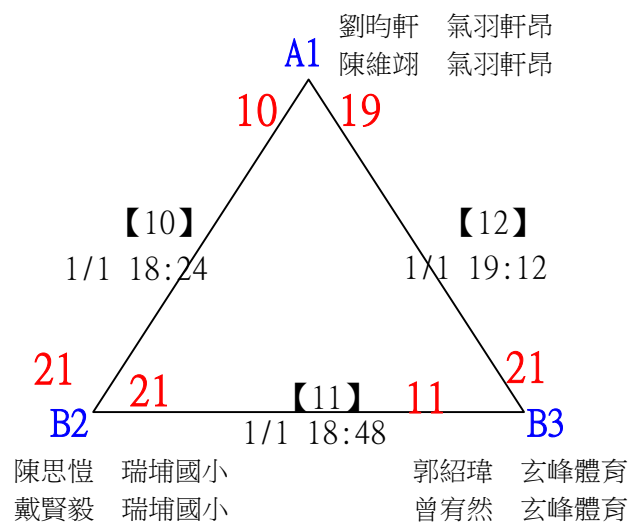 劉昀軒 氣羽軒昂
A1 陳維翊 氣羽軒昂
10 19
【10】 【12】
1/1 18:24 1/1 19:12
21 21 【11】 11 21
B2 1/1 18:48 B3
陳思愷 瑞埔國小 郭紹瑋 玄峰體育
戴賢毅 瑞埔國小 曾宥然 玄峰體育